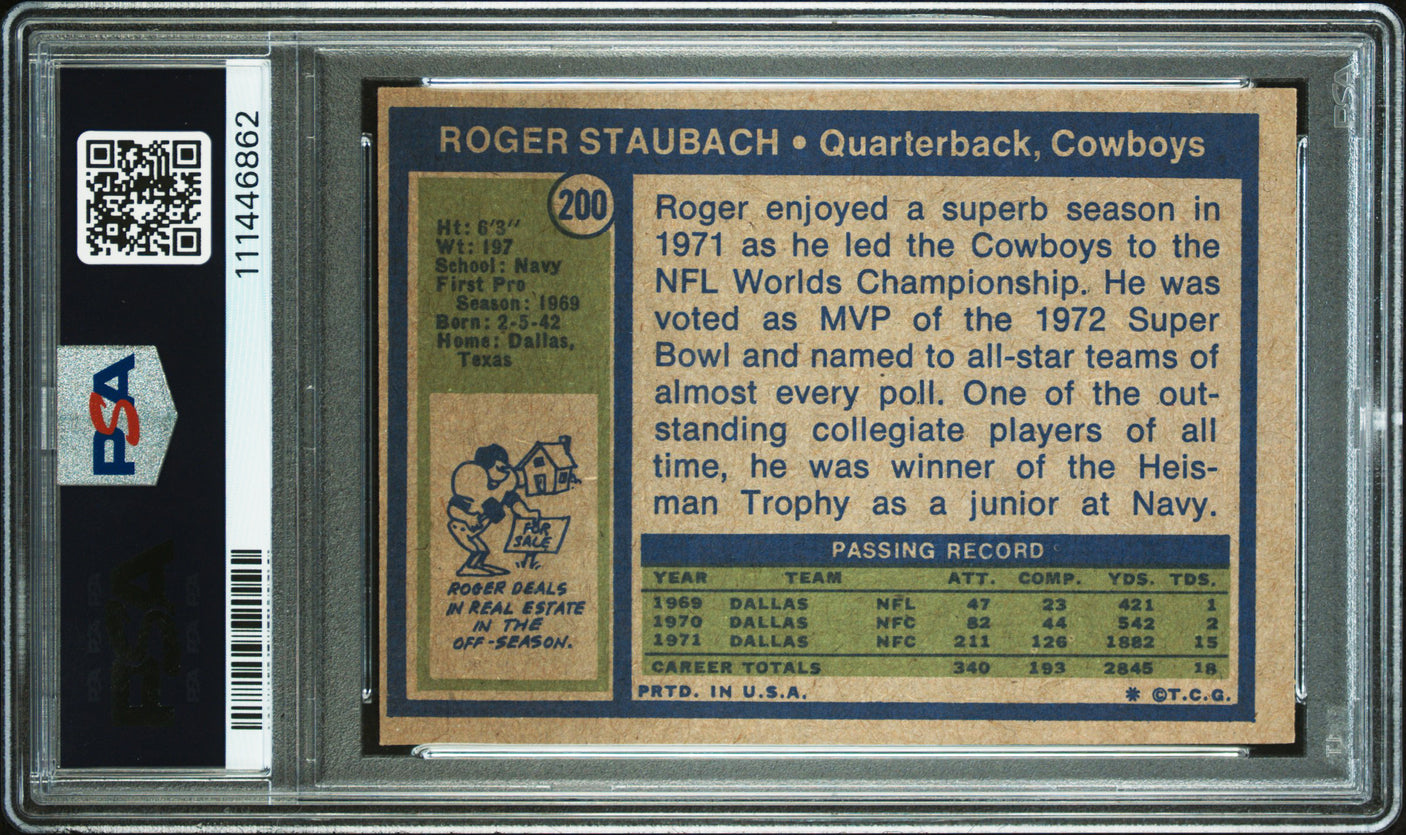 PSA
111446862
ROGER STAUBACH • Quarterback, Cowboys
200
Ht: 6'3"
Wt: 197
School: Navy
First Pro
Season: 1969
Born: 2-5-42
Home: Dallas,
Texas
FOR
SALE
ROGER DEALS
IN REAL ESTATE
IN THE
OFF-SEASON.
Roger enjoyed a superb season in
1971 as he led the Cowboys to the
NFL Worlds Championship. He was
voted as MVP of the 1972 Super
Bowl and named to all-star teams of
almost every poll. One of the out-
standing collegiate players of all
time, he was winner of the Heis-
man Trophy as a junior at Navy.
PASSING RECORD
YEAR TEAM ATT. COMP. YDS. TDS.
1969 DALLAS NFL 47 23 421 1
1970 DALLAS NFC 82 44 542 2
1971 DALLAS NFC 211 126 1882 15
CAREER TOTALS 340 193 2845 18
PRTD. IN U.S.A. * ©T.C.G.
PSA